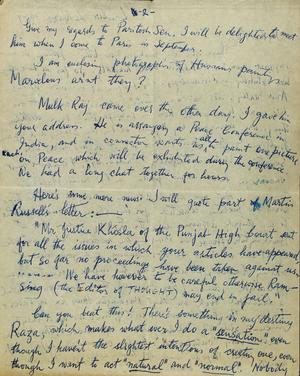 - 2 -
Give my regards to Paritosh Sen. I will be delighted to meet
him when I come to Paris in September.
I am enclosing photographs of Husain's paintings
Marvelous arn't they?
Mulk Raj came over the other day. I gave him
your address. He is arranging a Peace Conference in
India, and in connection wants us all paint one picture
each
on Peace which will be exhibited during the conference
We had a long chat together for hours.
Here's some more news: I will quote part of Martin
Russell's letter: —
"Mr. Justice Khosla of the Punjab High Court sent
for all the issues in which your articles have appeared
but so far no proceedings have been taken against us.
........ We have however to be careful otherwise Ram-
Singh (the Editor of THOUGHT) may end in jail."
Can you beat this! There's something in my destiny
Raza, which makes what ever I do a "sensation" even
though I haven't the slightest intentions of creating one, even
though I want to act "natural" and "normal". Nobody